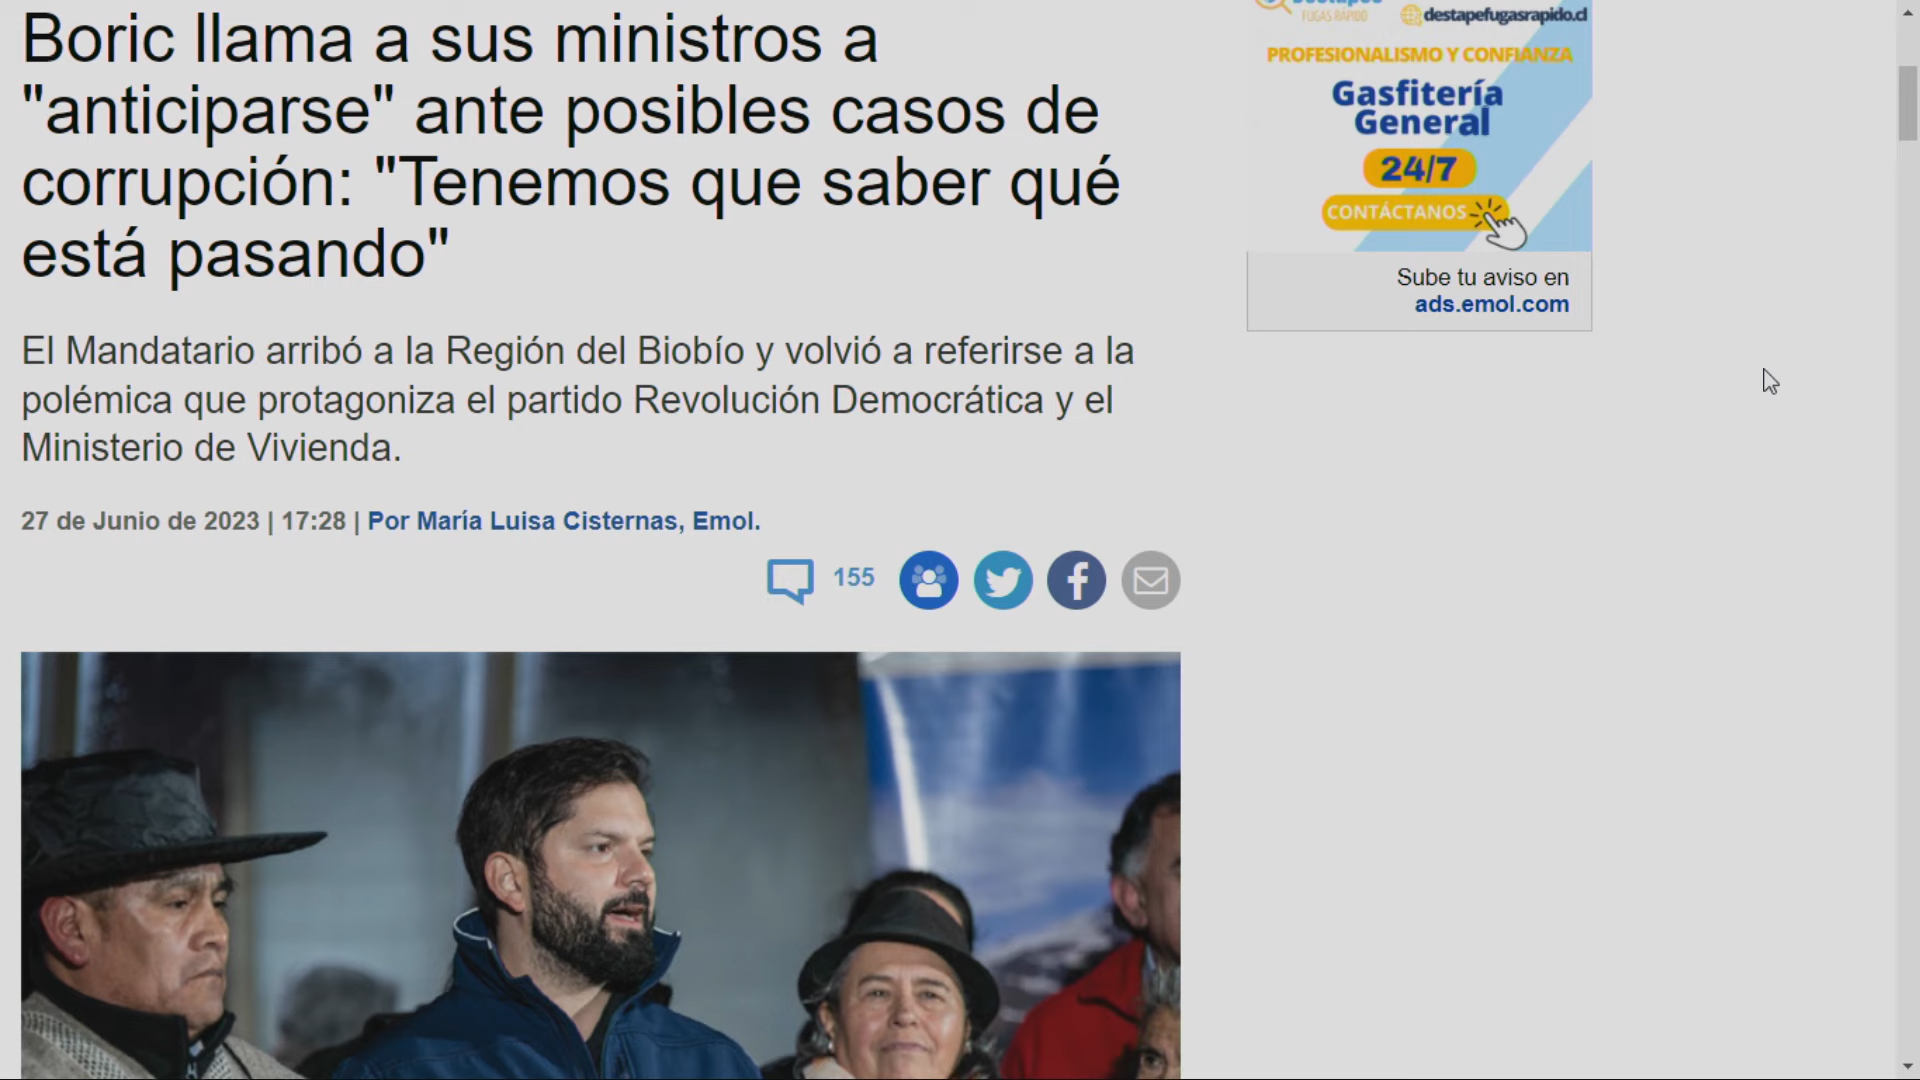 Boric llama a sus ministros a
"anticiparse" ante posibles casos de
corrupción: "Tenemos que saber qué
está pasando"
El Mandatario arribó a la Región del Biobío y volvió a referirse a la
polémica que protagoniza el partido Revolución Democrática y el
Ministerio de Vivienda.
27 de Junio de 2023 | 17:28 | Por María Luisa Cisternas, Emol.
155
FUGAS RAPIDO
destapefugasrapido.cl
PROFESIONALISMO Y CONFIANZA
Gasfitería
General
24/7
CONTÁCTANOS
Sube tu aviso en
ads.emol.com